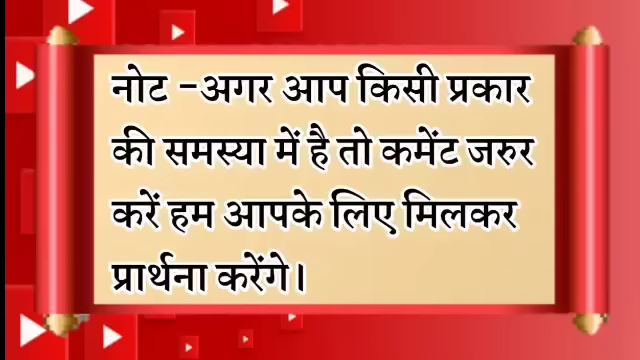 नोट -अगर आप किसी प्रकार
की समस्या में है तो कमेंट जरुर
करें हम आपके लिए मिलकर
प्रार्थना करेंगे।